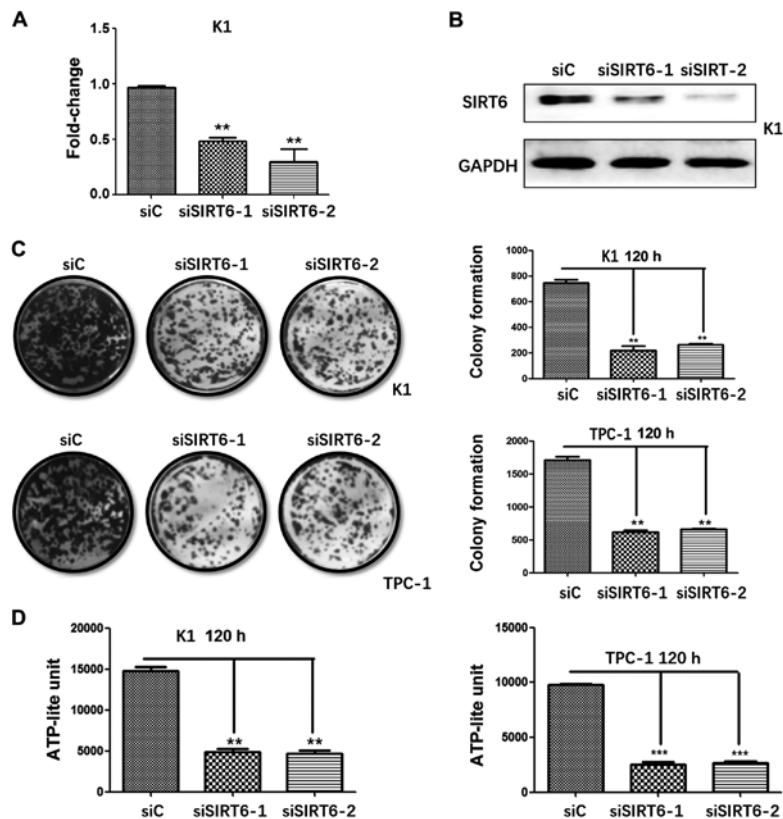 A
K1
Fold-change
1.5
1.0
0.5
0.0
**
**
siC
siSIRT6-1
siSIRT6-2
B
siC siSIRT6-1 siSIRT-2
SIRT6
GAPDH
K1
C
siC siSIRT6-1 siSIRT6-2
K1
siC siSIRT6-1 siSIRT6-2
TPC-1
K1 120 h
Colony formation
1000
800
600
400
200
0
**
**
siC siSIRT6-1 siSIRT6-2
TPC-1 120 h
Colony formation
2000
1500
1000
500
0
**
**
siC siSIRT6-1 siSIRT6-2
D
K1 120 h
ATP-lite unit
20000
15000
10000
5000
0
**
**
siC siSIRT6-1 siSIRT6-2
TPC-1 120 h
ATP-lite unit
15000
10000
5000
0
***
***
siC siSIRT6-1 siSIRT6-2